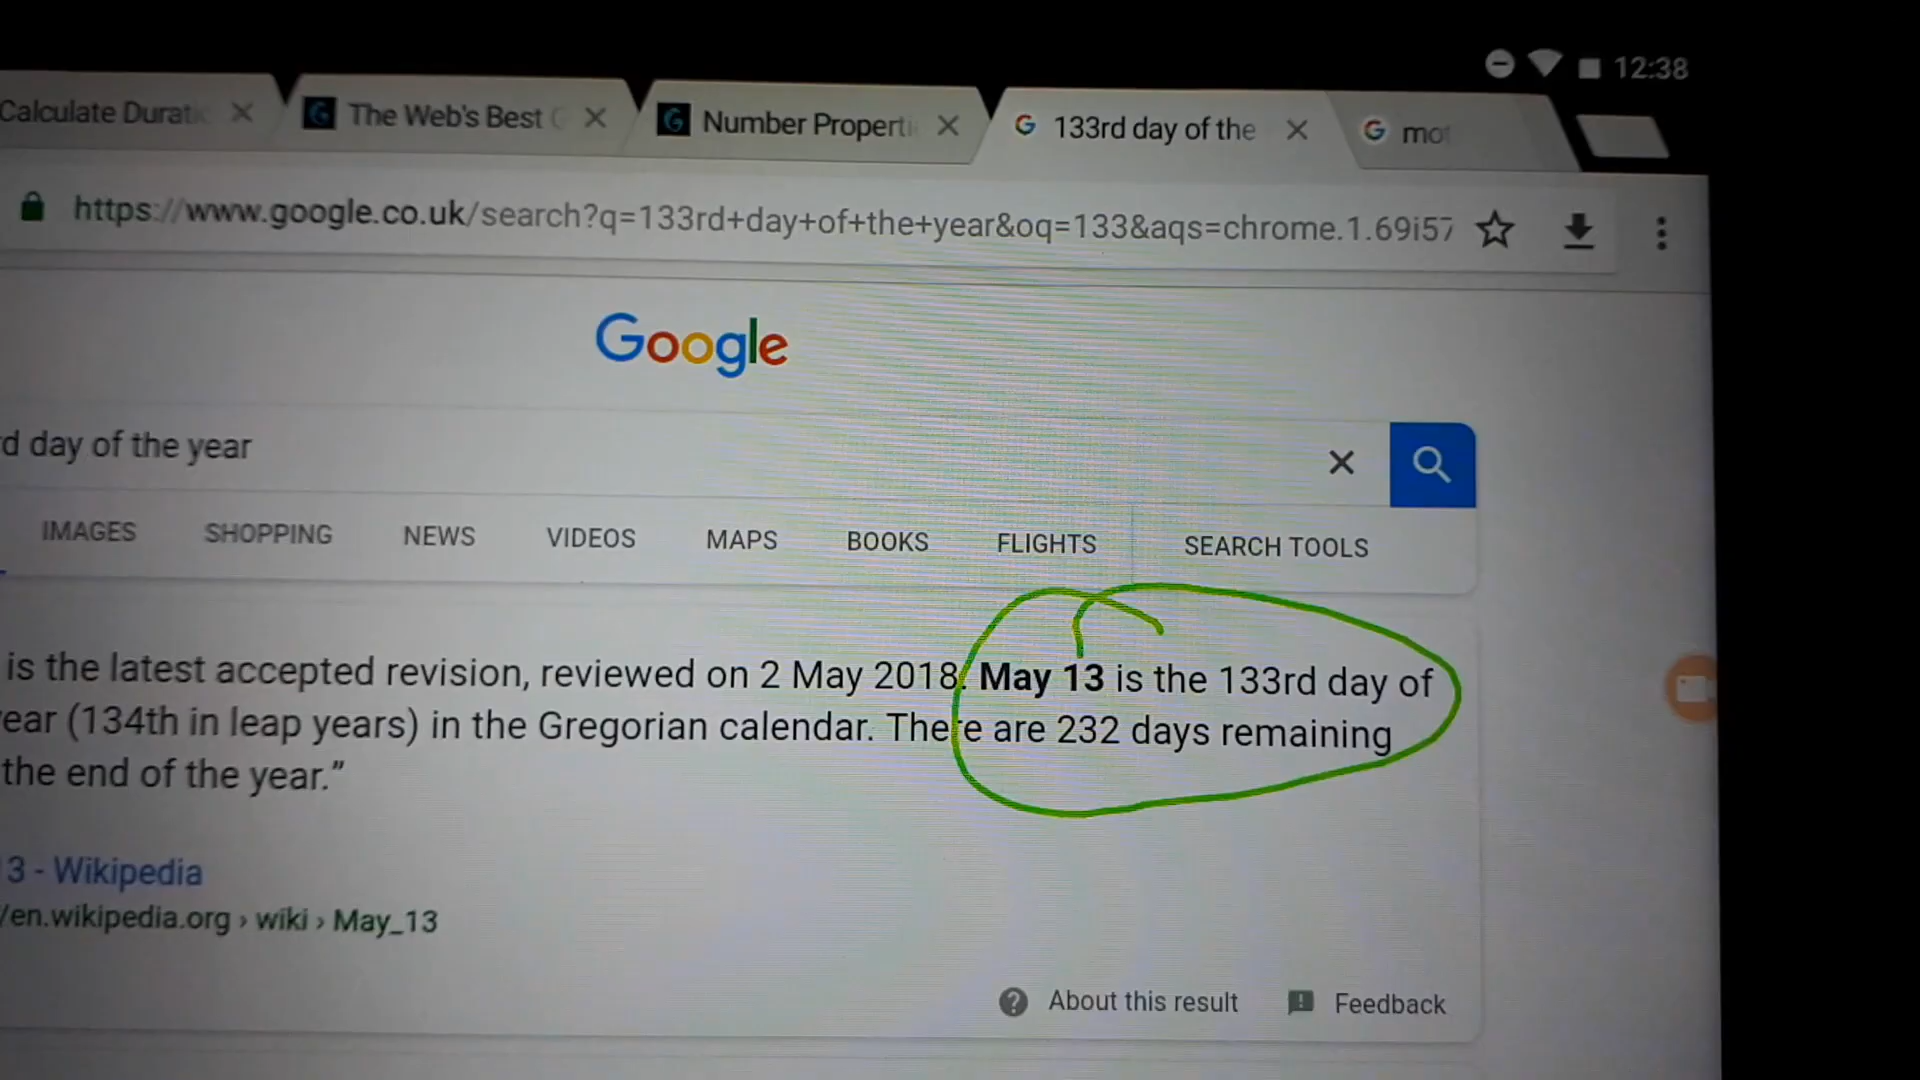 12:38
Calculate Durati
The Web's Best
Number Properti
133rd day of the
mot
https://www.google.co.uk/search?q=133rd+day+of+the+year&oq=133&aqs=chrome.1.69i57
Google
d day of the year
IMAGES SHOPPING NEWS VIDEOS MAPS BOOKS FLIGHTS SEARCH TOOLS
is the latest accepted revision, reviewed on 2 May 2018. May 13 is the 133rd day of
ear (134th in leap years) in the Gregorian calendar. There are 232 days remaining
the end of the year."
3 - Wikipedia
/en.wikipedia.org › wiki › May_13
About this result
Feedback